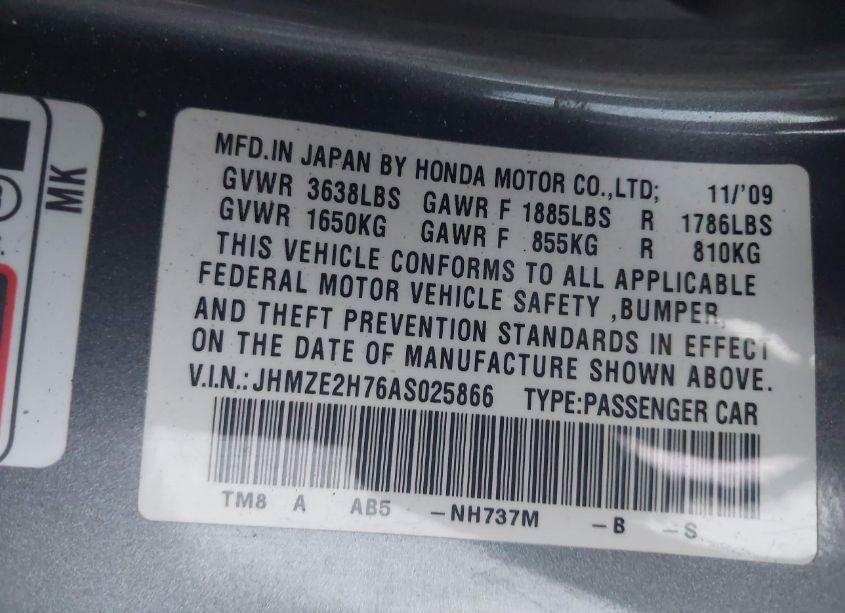 MK
MFD.IN JAPAN BY HONDA MOTOR CO.,LTD; 11/'09
GVWR 3638LBS GAWR F 1885LBS R 1786LBS
GVWR 1650KG GAWR F 855KG R 810KG
THIS VEHICLE CONFORMS TO ALL APPLICABLE
FEDERAL MOTOR VEHICLE SAFETY ,BUMPER,
AND THEFT PREVENTION STANDARDS IN EFFECT
ON THE DATE OF MANUFACTURE SHOWN ABOVE.
V.I.N.: JHMZE2H76AS025866 TYPE:PASSENGER CAR
TM8 A AB5 -NH737M -B -S